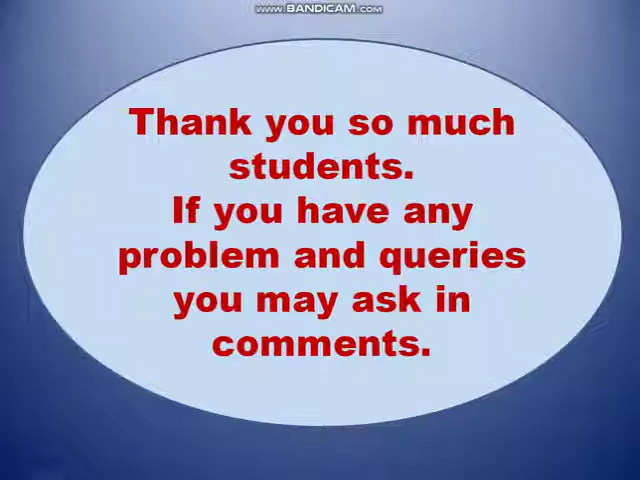 www.BANDICAM.com
Thank you so much
students.
If you have any
problem and queries
you may ask in
comments.